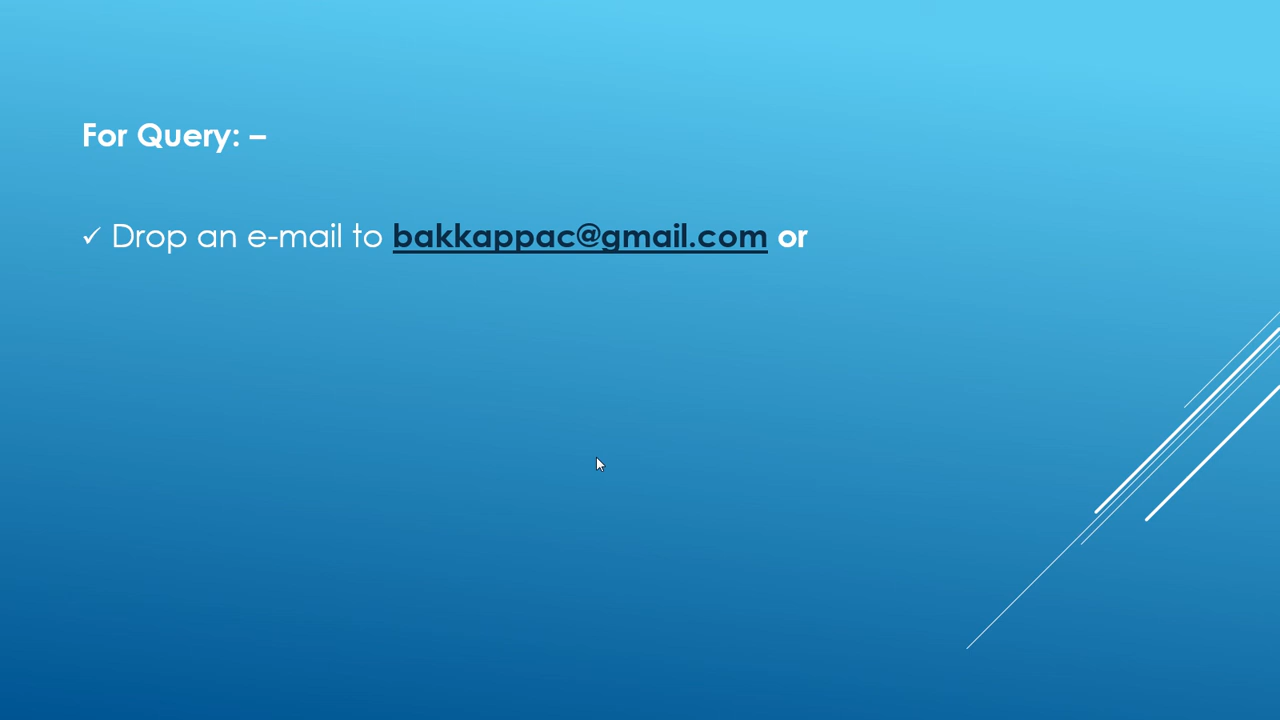 For Query: –
✓ Drop an e-mail to bakkappac@gmail.com or